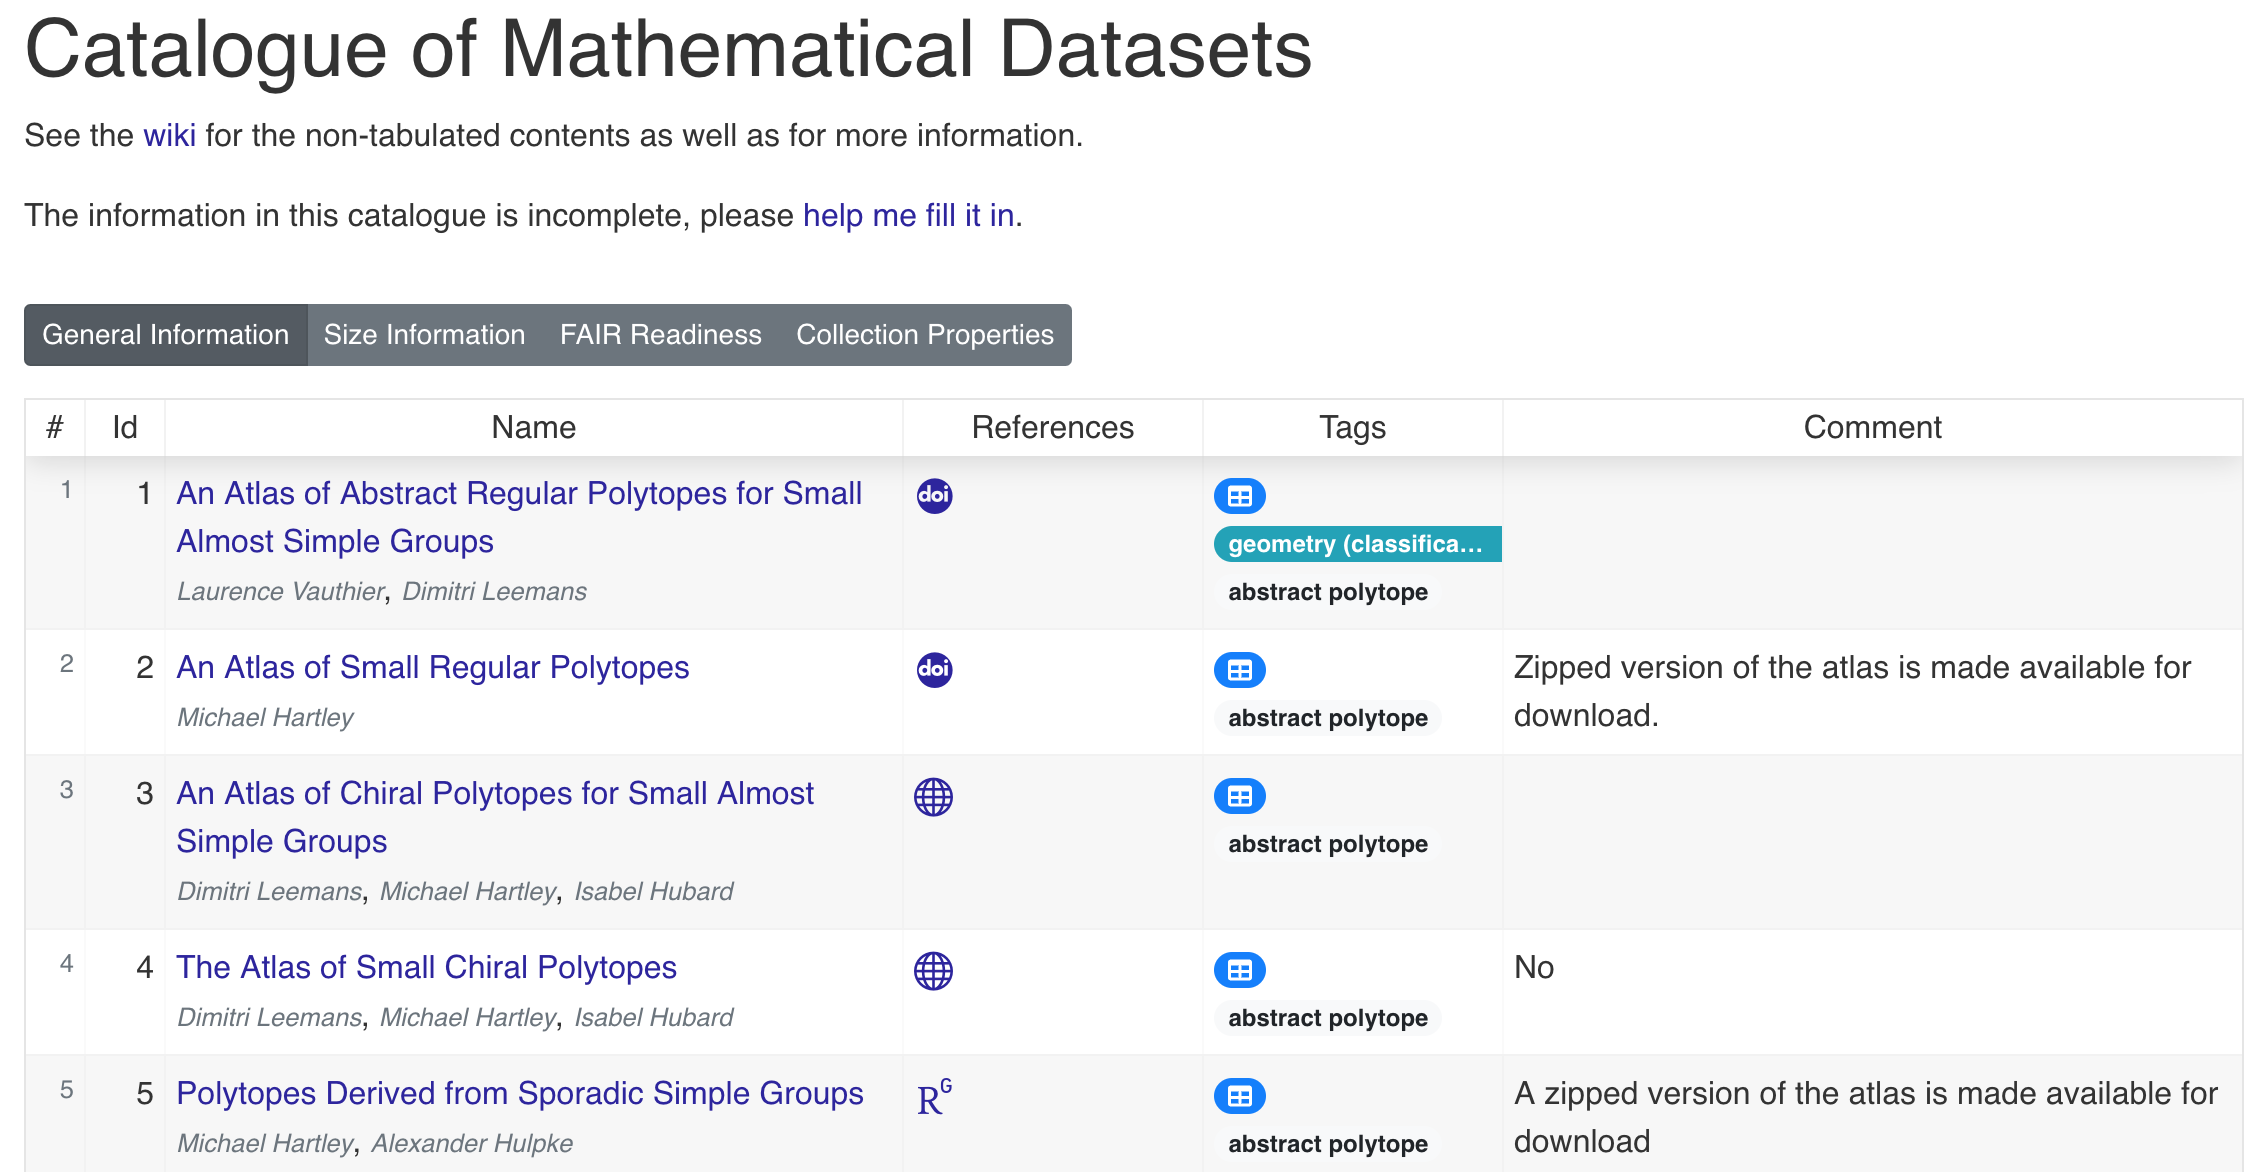 Catalogue of Mathematical Datasets
See the wiki for the non-tabulated contents as well as for more information.
The information in this catalogue is incomplete, please help me fill it in.
General Information Size Information FAIR Readiness Collection Properties
# Id Name References Tags Comment
1 1 An Atlas of Abstract Regular Polytopes for Small
Almost Simple Groups
Laurence Vauthier, Dimitri Leemans
doi
geometry (classifica...
abstract polytope
2 2 An Atlas of Small Regular Polytopes
Michael Hartley
doi
abstract polytope
Zipped version of the atlas is made available for
download.
3 3 An Atlas of Chiral Polytopes for Small Almost
Simple Groups
Dimitri Leemans, Michael Hartley, Isabel Hubard
abstract polytope
4 4 The Atlas of Small Chiral Polytopes
Dimitri Leemans, Michael Hartley, Isabel Hubard
abstract polytope
No
5 5 Polytopes Derived from Sporadic Simple Groups
Michael Hartley, Alexander Hulpke
RG
abstract polytope
A zipped version of the atlas is made available for
download